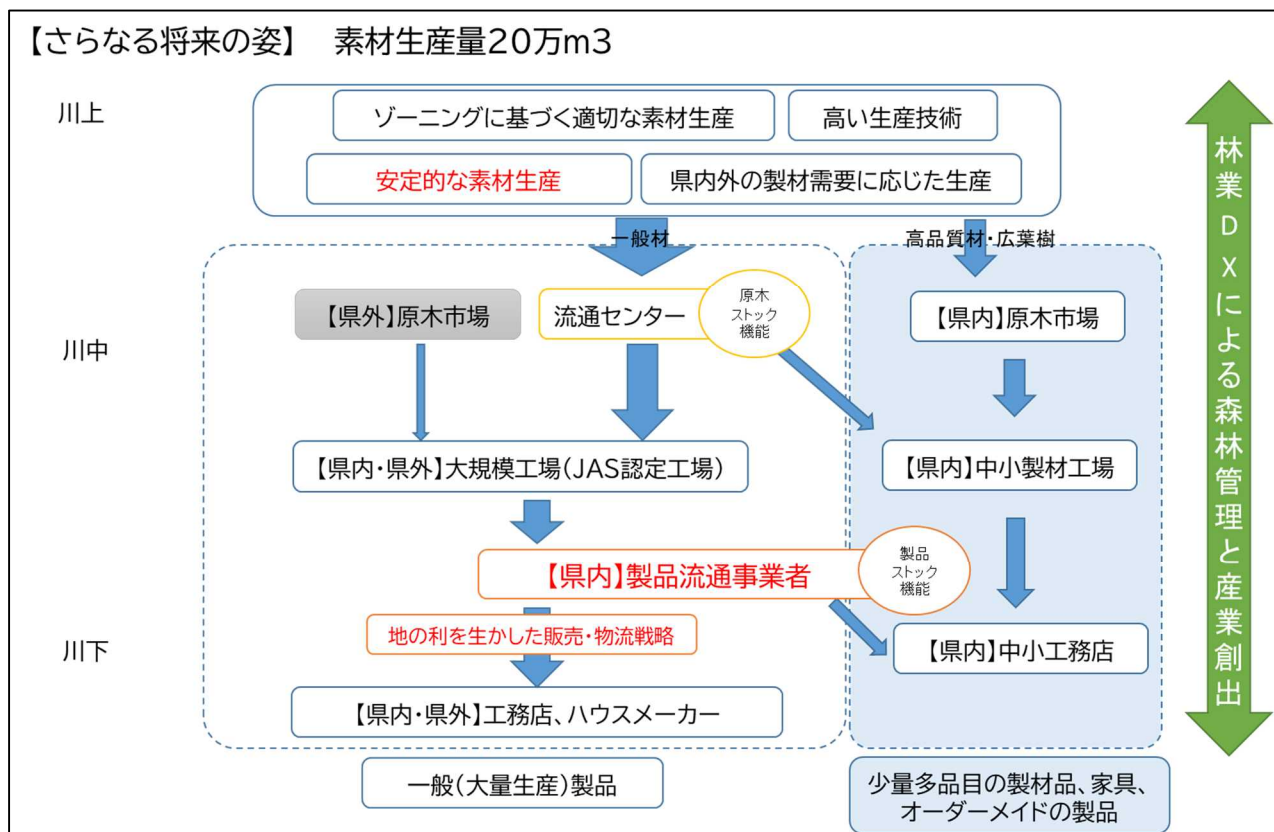 【さらなる将来の姿】 素材生産量20万m3
川上
ゾーニングに基づく適切な素材生産
高い生産技術
安定的な素材生産
県内外の製材需要に応じた生産
一般材
高品質材・広葉樹
川中
【県外】原木市場
流通センター
原木
ストック
機能
【県内】原木市場
【県内・県外】大規模工場(JAS認定工場)
【県内】中小製材工場
【県内】製品流通事業者
製品
ストック
機能
川下
地の利を生かした販売・物流戦略
【県内】中小工務店
【県内・県外】工務店、ハウスメーカー
一般(大量生産)製品
少量多品目の製材品、家具、
オーダーメイドの製品
林業DXによる森林管理と産業創出